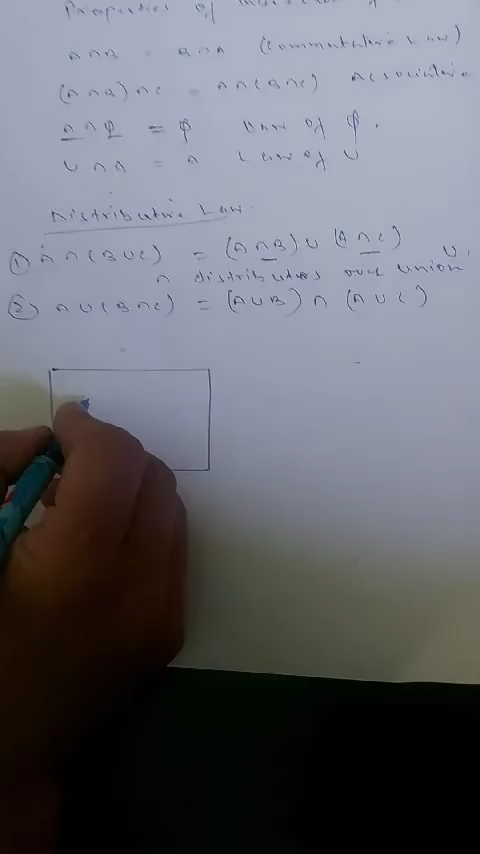 Properties of
A ∩ B = B ∩ A (Commutative Law)
(A ∩ B) ∩ C = A ∩ (B ∩ C) Associative
A ∩ φ = φ Law of φ.
U ∩ A = A Law of U
Distributive Law.
① A ∩ (B ∪ C) = (A ∩ B) ∪ (A ∩ C)
∩ distributes over union ∪.
② A ∪ (B ∩ C) = (A ∪ B) ∩ (A ∪ C)